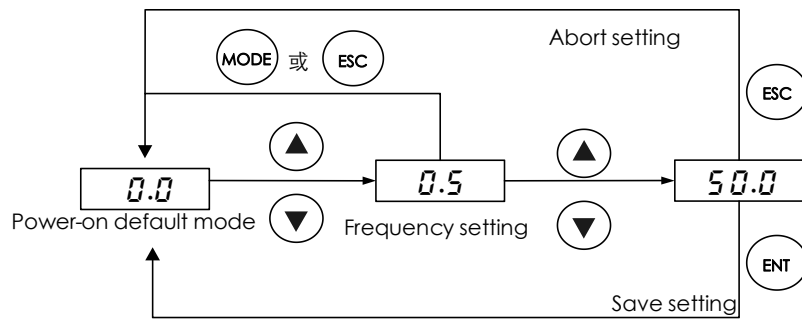 Abort setting
MODE 或 ESC
ESC
0.0
0.5
50.0
Power-on default mode
Frequency setting
ENT
Save setting